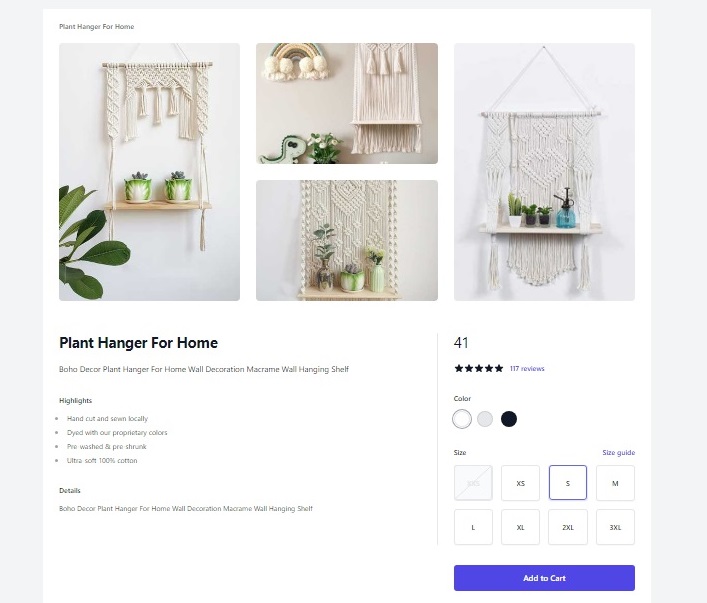 Plant Hanger For Home
Plant Hanger For Home
Boho Decor Plant Hanger For Home Wall Decoration Macrame Wall Hanging Shelf
Highlights
Hand cut and sewn locally
Dyed with our proprietary colors
Pre-washed & pre-shrunk
Ultra-soft 100% cotton
Details
Boho Decor Plant Hanger For Home Wall Decoration Macrame Wall Hanging Shelf
41
117 reviews
Color
Size Size guide
XXS XS S M
L XL 2XL 3XL
Add to Cart